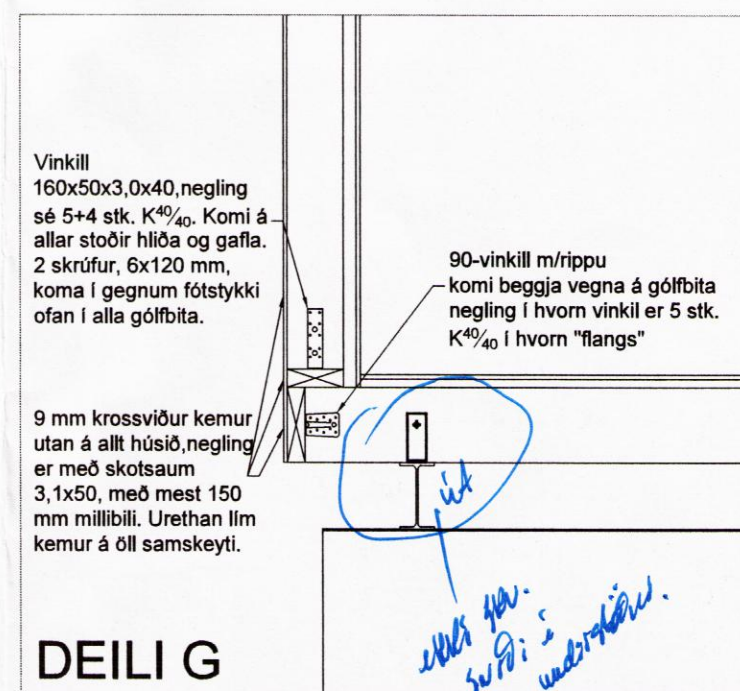 Vinkill
160x50x3,0x40,negling
sé 5+4 stk. K40/40. Komi á
allar stoðir hliða og gafla.
2 skrúfur, 6x120 mm,
koma í gegnum fótstykki
ofan í alla gólfbita.
90-vinkill m/rippu
komi beggja vegna á gólfbita
negling í hvorn vinkil er 5 stk.
K40/40 í hvorn "flangs"
9 mm krossviður kemur
utan á allt húsið,negling
er með skotsaum
3,1x50, með mest 150
mm millibili. Urethan lím
kemur á öll samskeyti.
út
DEILI G